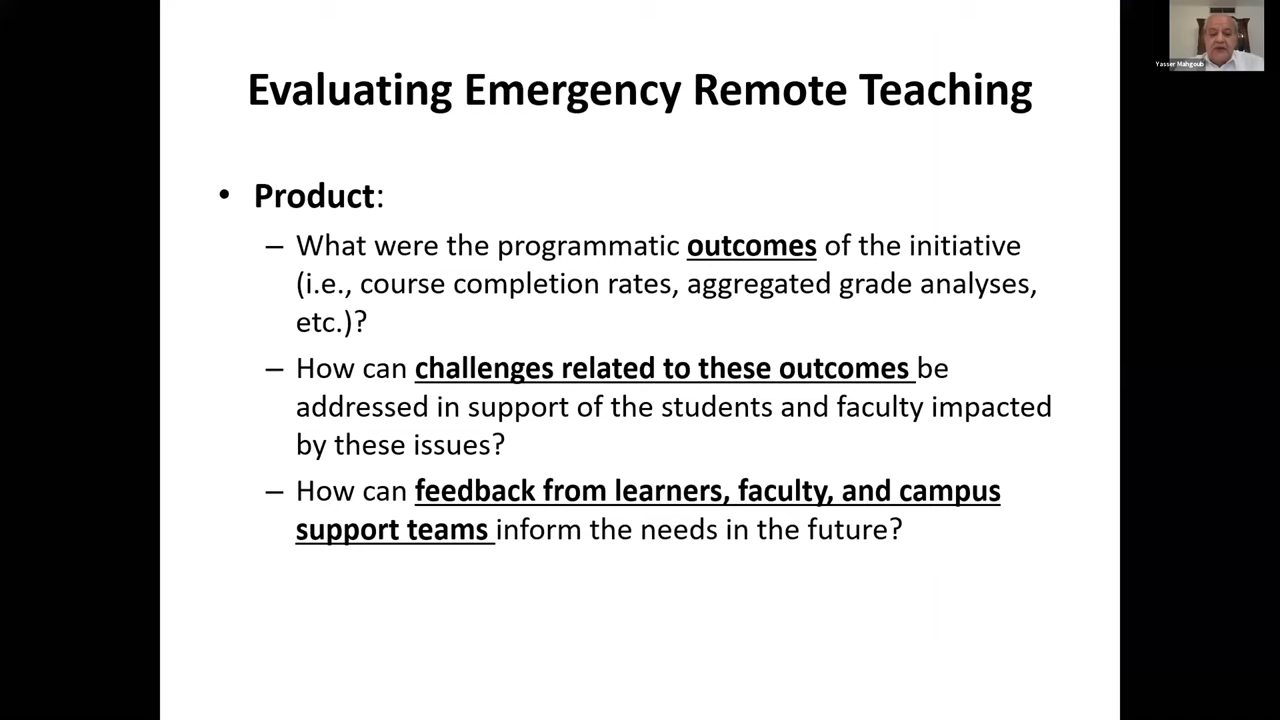 Evaluating Emergency Remote Teaching
• Product:
– What were the programmatic outcomes of the initiative
(i.e., course completion rates, aggregated grade analyses,
etc.)?
– How can challenges related to these outcomes be
addressed in support of the students and faculty impacted
by these issues?
– How can feedback from learners, faculty, and campus
support teams inform the needs in the future?
Yasser Mahgoub